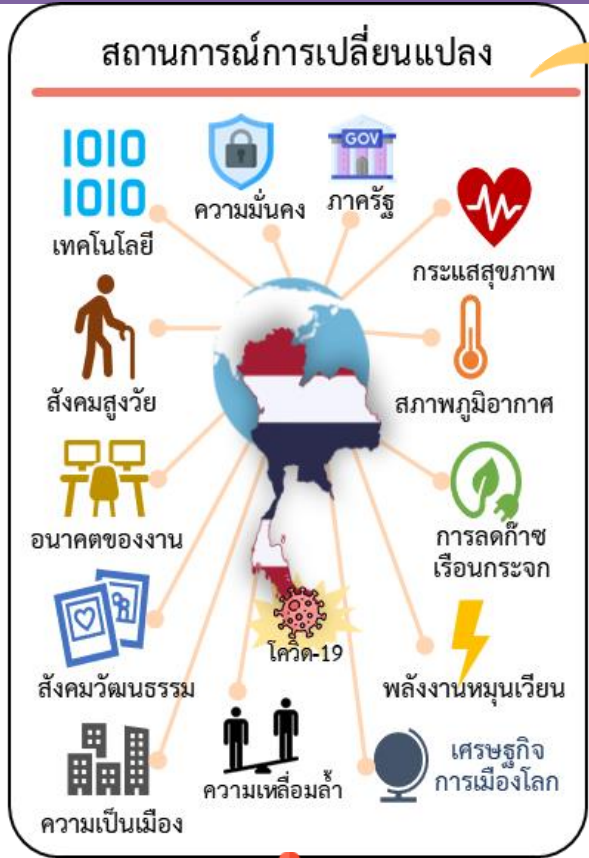 สถานการณ์การเปลี่ยนแปลง
1010
1010
เทคโนโลยี
ความมั่นคง
GOV
ภาครัฐ
กระแสสุขภาพ
สังคมสูงวัย
สภาพภูมิอากาศ
อนาคตของงาน
การลดก๊าซ
เรือนกระจก
โควิด-19
สังคมวัฒนธรรม
พลังงานหมุนเวียน
ความเป็นเมือง
ความเหลื่อมล้ำ
เศรษฐกิจ
การเมืองโลก